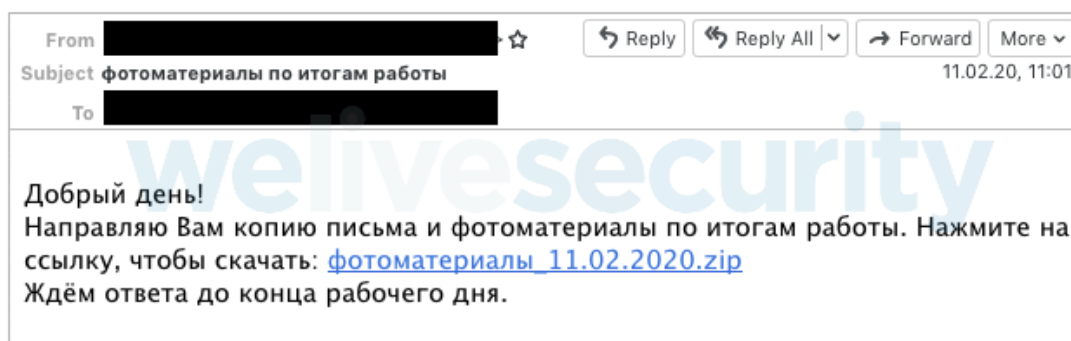 From
Reply
Reply All
Forward
More
Subject фотоматериалы по итогам работы
11.02.20, 11:01
To
welivesecurity
Добрый день!
Направляю Вам копию письма и фотоматериалы по итогам работы. Нажмите на
ссылку, чтобы скачать: фотоматериалы_11.02.2020.zip
Ждём ответа до конца рабочего дня.